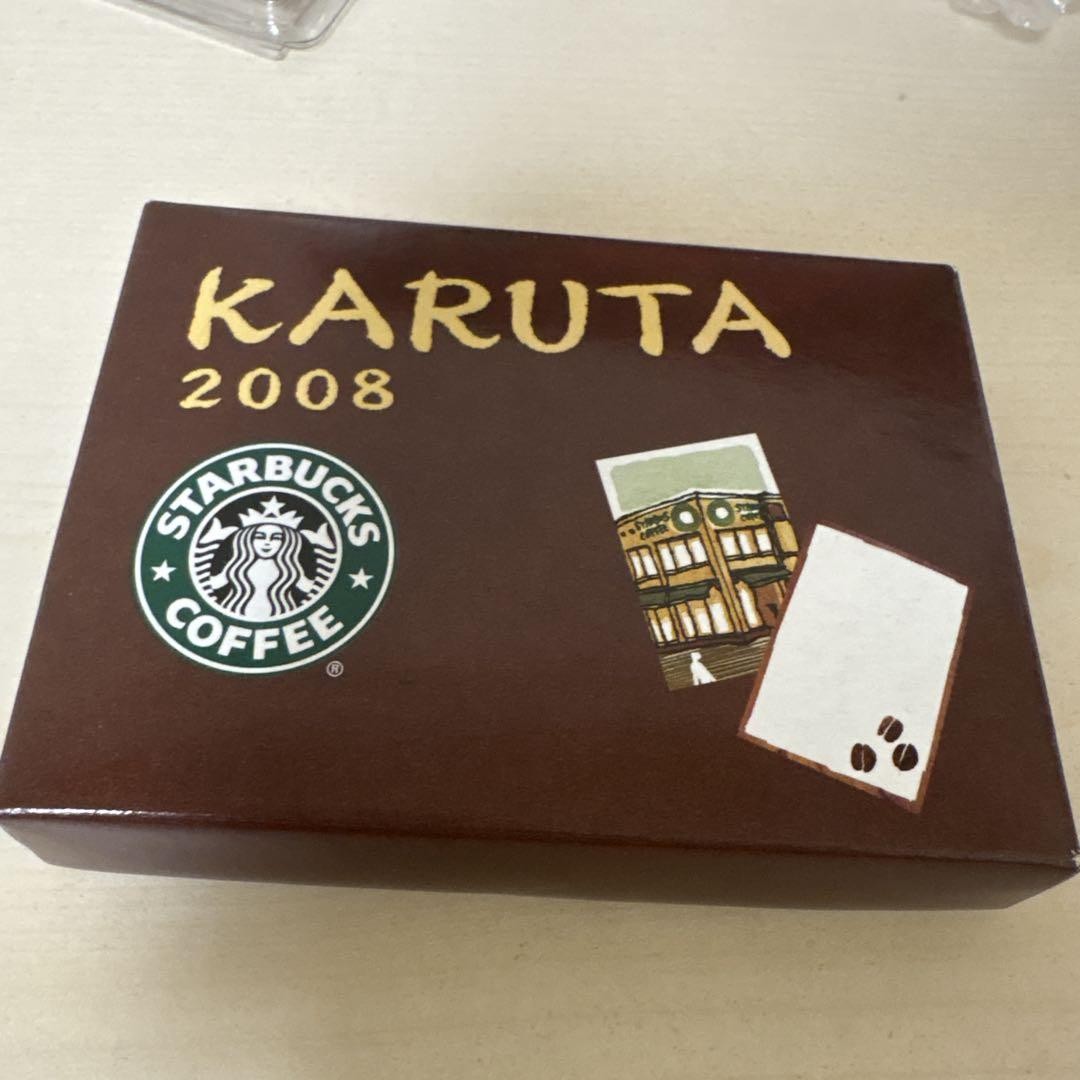 KARUTA
2008
STARBUCKS
COFFEE
®